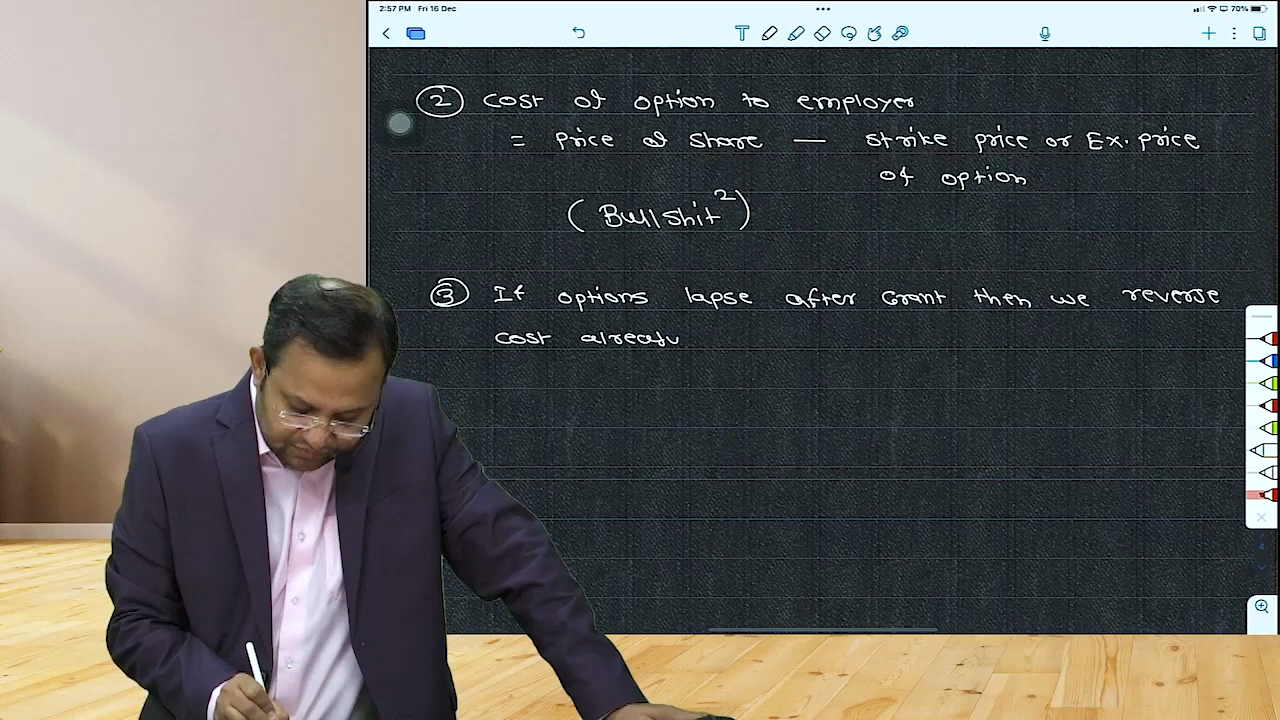 2:57 PM Fri 16 Dec
70%
T
2 Cost of option to employer
= Price of share — strike price or Ex. price
of option
(Bullshit²)
3 If options lapse after Grant then we reverse
cost already
4